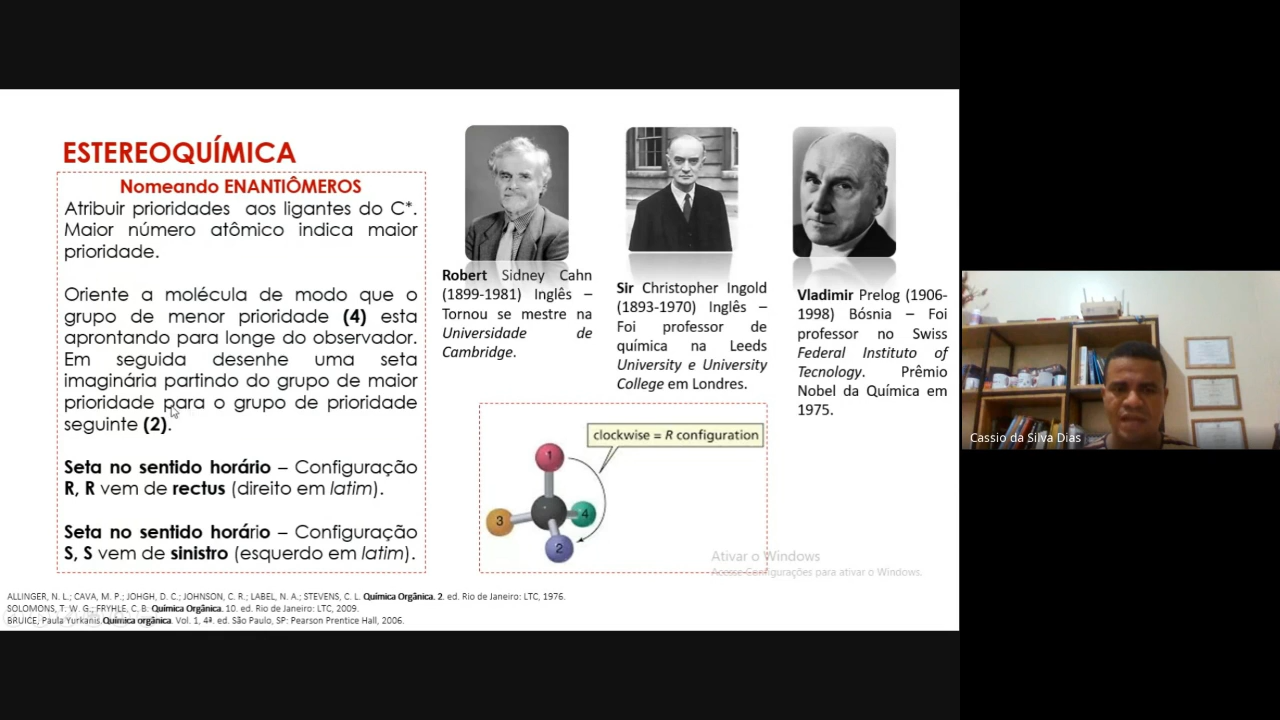 ESTEREOQUÍMICA
Nomeando ENANTIÔMEROS
Atribuir prioridades aos ligantes do C*.
Maior número atômico indica maior
prioridade.
Oriente a molécula de modo que o
grupo de menor prioridade (4) esta
aprontando para longe do observador.
Em seguida desenhe uma seta
imaginária partindo do grupo de maior
prioridade para o grupo de prioridade
seguinte (2).
Seta no sentido horário – Configuração
R, R vem de rectus (direito em latim).
Seta no sentido horário – Configuração
S, S vem de sinistro (esquerdo em latim).
Robert Sidney Cahn
(1899-1981) Inglês –
Tornou se mestre na
Universidade de
Cambridge.
Sir Christopher Ingold
(1893-1970) Inglês –
Foi professor de
química na Leeds
University e University
College em Londres.
Vladimir Prelog (1906-
1998) Bósnia – Foi
professor no Swiss
Federal Instituto of
Tecnology. Prêmio
Nobel da Química em
1975.
clockwise = R configuration
1
3
4
2
Ativar o Windows
Acesse Configurações para ativar o Windows.
ALLINGER, N. L.; CAVA, M. P.; JOHGH, D. C.; JOHNSON, C. R.; LABEL, N. A.; STEVENS, C. L. Química Orgânica. 2. ed. Rio de Janeiro: LTC, 1976.
SOLOMONS, T. W. G.; FRYHLE, C. B. Química Orgânica. 10. ed. Rio de Janeiro: LTC, 2009.
BRUICE, Paula Yurkanis.Química orgânica. Vol. 1, 4ª. ed. São Paulo, SP: Pearson Prentice Hall, 2006.
Cassio da Silva Dias